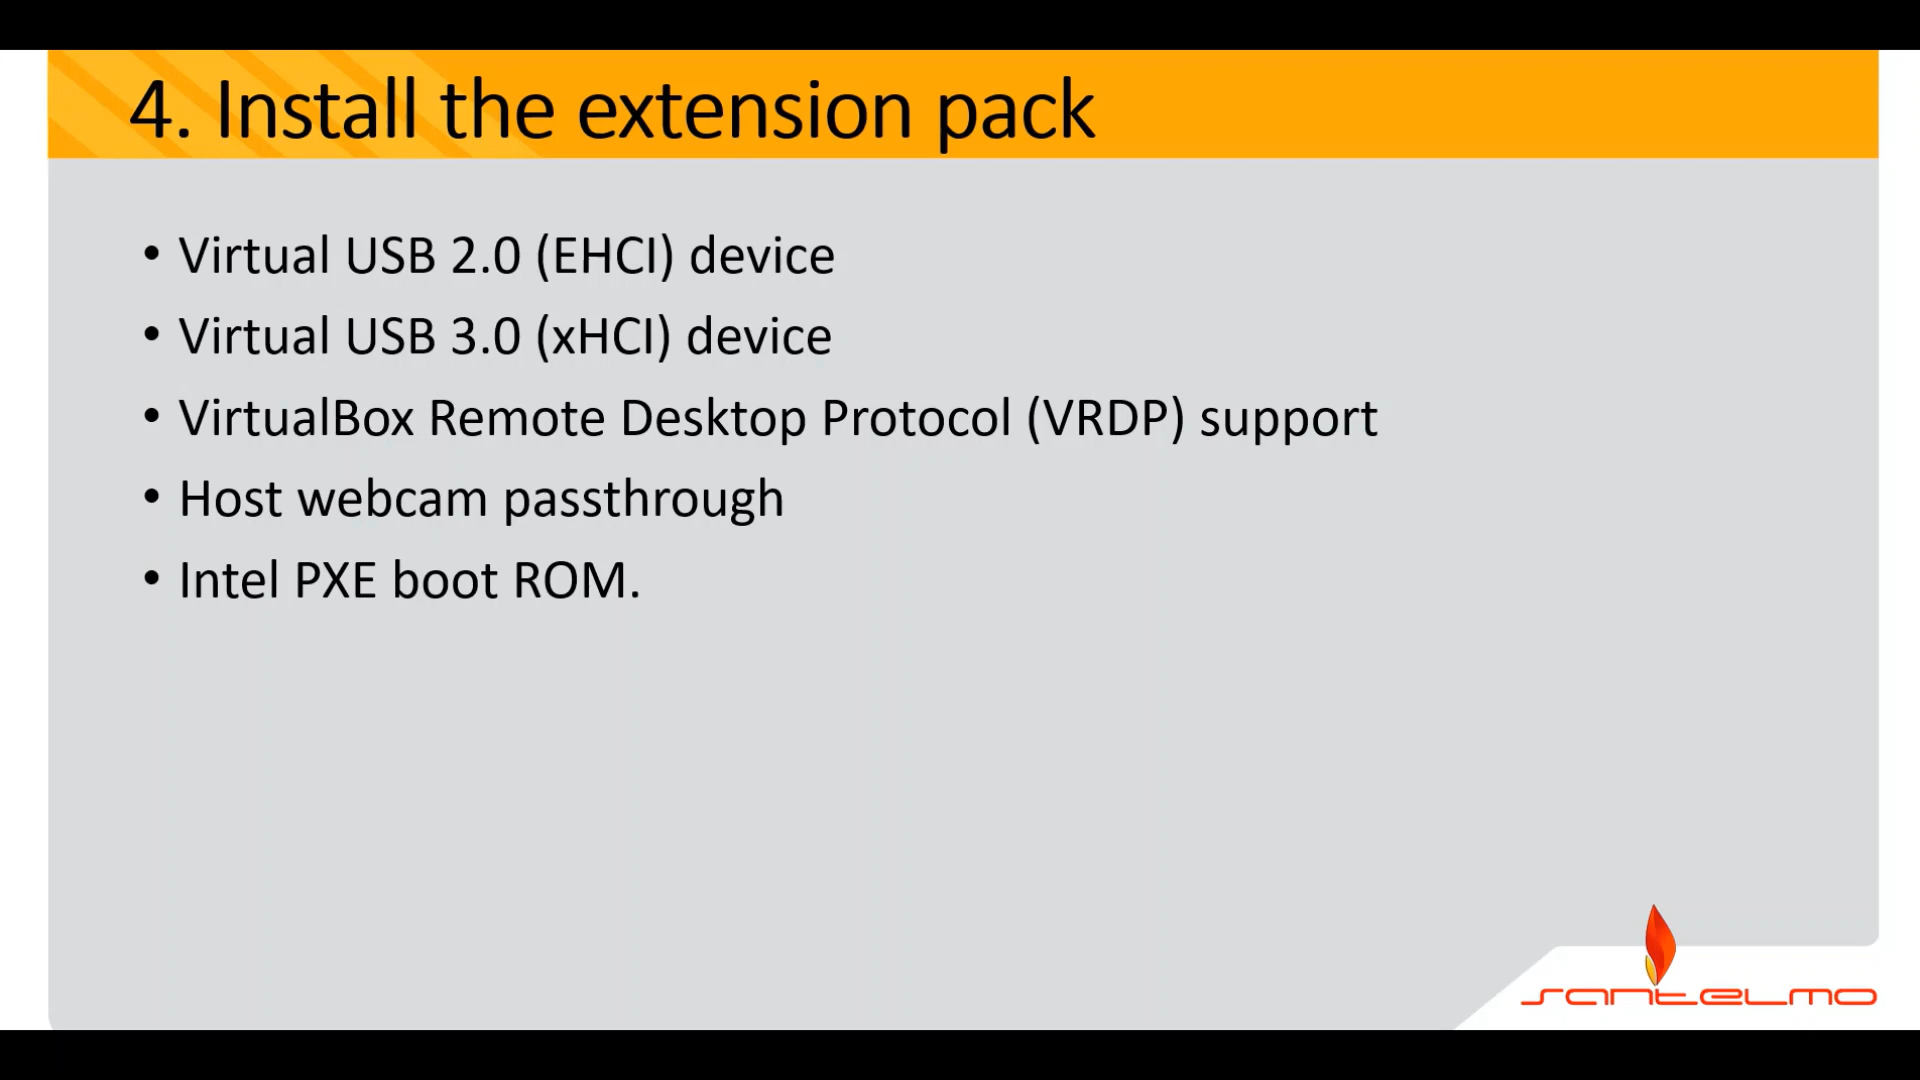 4. Install the extension pack
• Virtual USB 2.0 (EHCI) device
• Virtual USB 3.0 (xHCI) device
• VirtualBox Remote Desktop Protocol (VRDP) support
• Host webcam passthrough
• Intel PXE boot ROM.
santelmo